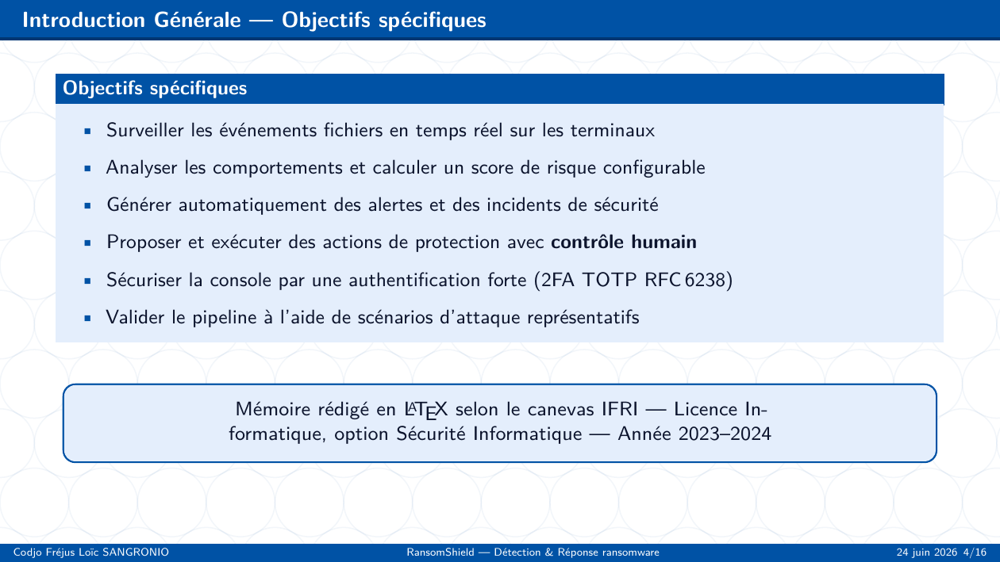 Introduction Générale — Objectifs spécifiques
Objectifs spécifiques
▪ Surveiller les événements fichiers en temps réel sur les terminaux
▪ Analyser les comportements et calculer un score de risque configurable
▪ Générer automatiquement des alertes et des incidents de sécurité
▪ Proposer et exécuter des actions de protection avec contrôle humain
▪ Sécuriser la console par une authentification forte (2FA TOTP RFC 6238)
▪ Valider le pipeline à l'aide de scénarios d'attaque représentatifs
Mémoire rédigé en LATEX selon le canevas IFRI — Licence In-
formatique, option Sécurité Informatique — Année 2023–2024
Codjo Fréjus Loïc SANGRONIO RansomShield — Détection & Réponse ransomware 24 juin 2026 4/16